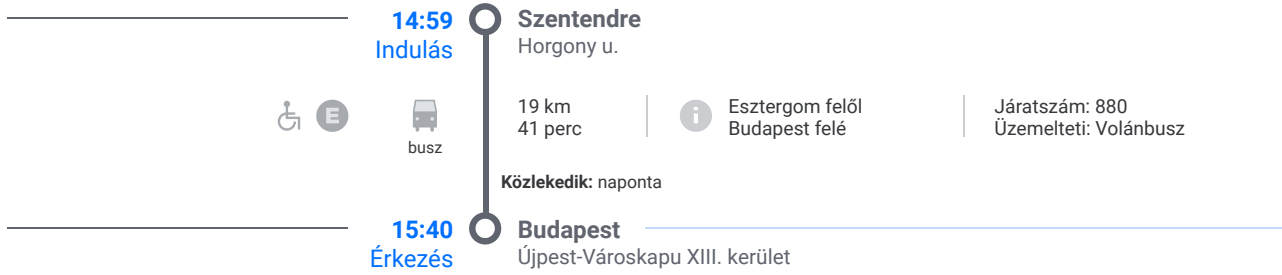 14:59 Szentendre
Indulás Horgony u.
E
19 km
41 perc
i
Esztergom felől
Budapest felé
Járatszám: 880
Üzemelteti: Volánbusz
busz
Közlekedik: naponta
15:40 Budapest
Érkezés Újpest-Városkapu XIII. kerület